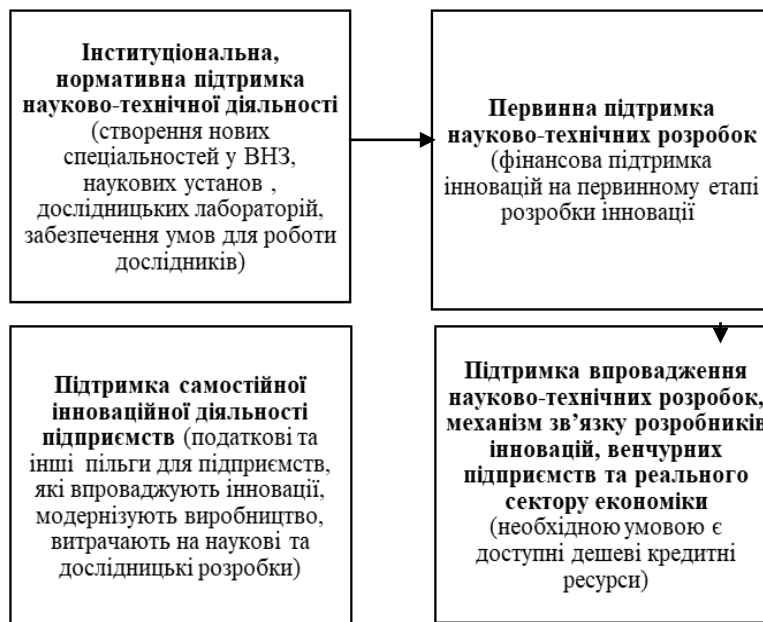 Інституціональна,
нормативна підтримка
науково-технічної діяльності
(створення нових
спеціальностей у ВНЗ,
наукових установ ,
дослідницьких лабораторій,
забезпечення умов для роботи
дослідників)
Первинна підтримка
науково-технічних розробок
(фінансова підтримка
інновацій на первинному етапі
розробки інновації
Підтримка самостійної
інноваційної діяльності
підприємств (податкові та
інші пільги для підприємств,
які впроваджують інновації,
модернізують виробництво,
витрачають на наукові та
дослідницькі розробки)
Підтримка впровадження
науково-технічних розробок,
механізм зв’язку розробників
інновацій, венчурних
підприємств та реального
сектору економіки
(необхідною умовою є
доступні дешеві кредитні
ресурси)